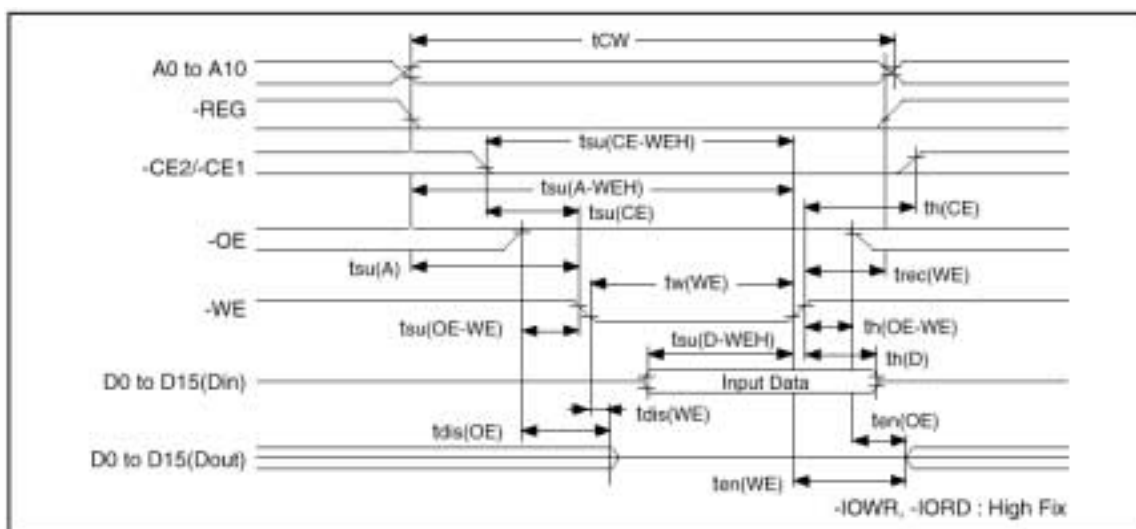 tCW
A0 to A10
-REG
tsu(CE-WEH)
-CE2/-CE1
tsu(A-WEH)
tsu(CE)
th(CE)
-OE
tsu(A)
trec(WE)
tw(WE)
-WE
tsu(OE-WE)
th(OE-WE)
tsu(D-WEH)
th(D)
D0 to D15(Din)
Input Data
tdis(WE)
tdis(OE)
ten(OE)
D0 to D15(Dout)
ten(WE)
-IOWR, -IORD : High Fix